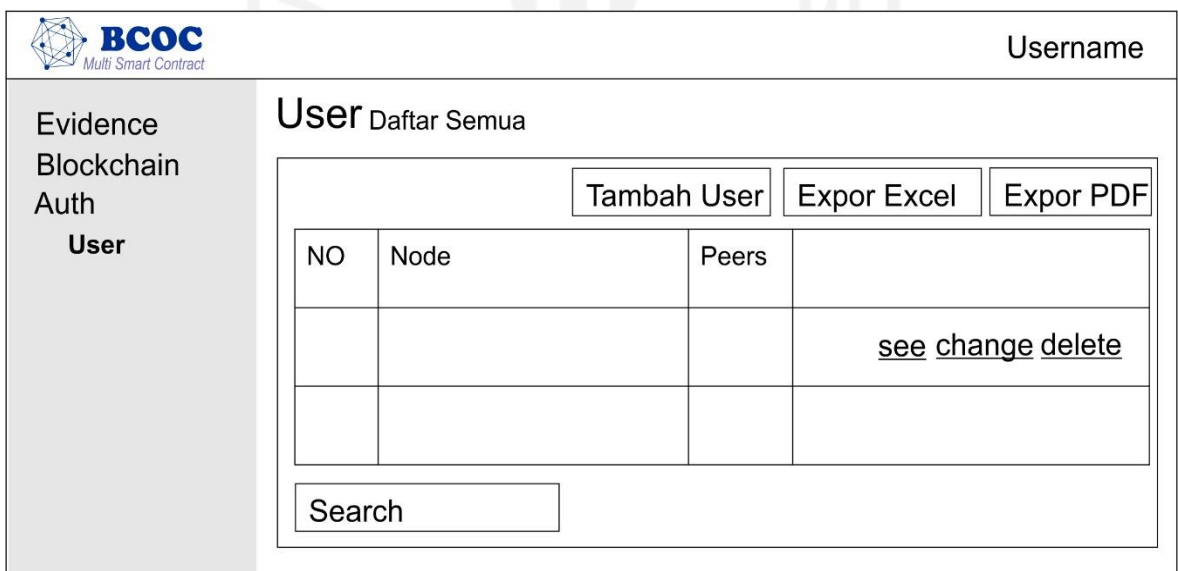 BCOC
Multi Smart Contract
Username
Evidence
Blockchain
Auth
User
User Daftar Semua
Tambah User Expor Excel Expor PDF
NO Node Peers
see change delete
Search